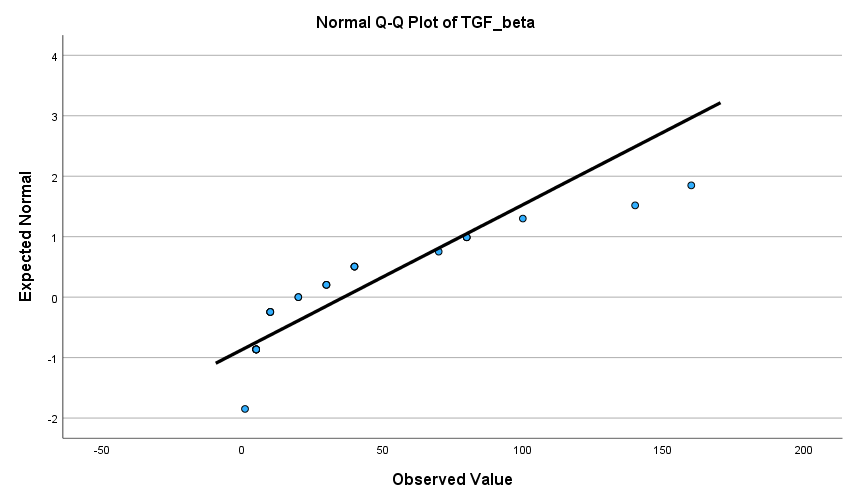 Normal Q-Q Plot of TGF_beta
4
3
2
1
0
-1
-2
Expected Normal
-50 0 50 100 150 200
Observed Value